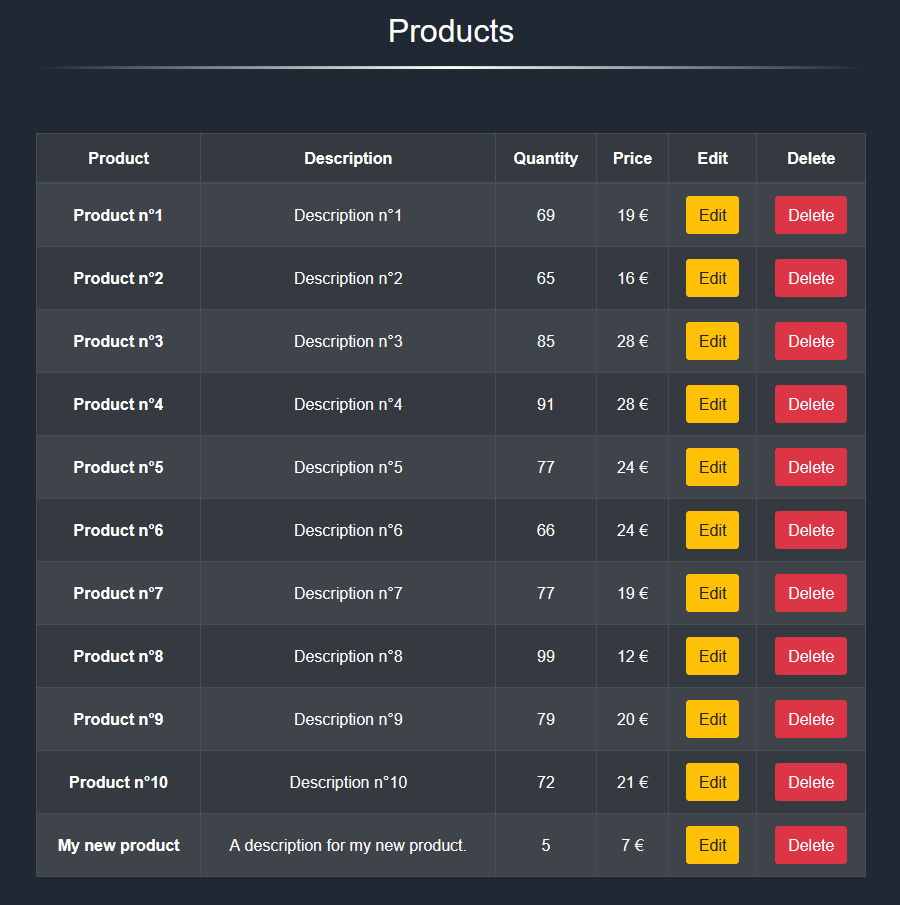 Products
Product Description Quantity Price Edit Delete
Product n°1 Description n°1 69 19 € Edit Delete
Product n°2 Description n°2 65 16 € Edit Delete
Product n°3 Description n°3 85 28 € Edit Delete
Product n°4 Description n°4 91 28 € Edit Delete
Product n°5 Description n°5 77 24 € Edit Delete
Product n°6 Description n°6 66 24 € Edit Delete
Product n°7 Description n°7 77 19 € Edit Delete
Product n°8 Description n°8 99 12 € Edit Delete
Product n°9 Description n°9 79 20 € Edit Delete
Product n°10 Description n°10 72 21 € Edit Delete
My new product A description for my new product. 5 7 € Edit Delete